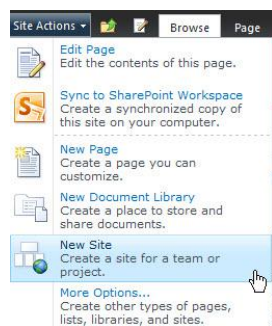 Site Actions Browse Page
Edit Page
Edit the contents of this page.
Sync to SharePoint Workspace
Create a synchronized copy of
this site on your computer.
New Page
Create a page you can
customize.
New Document Library
Create a place to store and
share documents.
New Site
Create a site for a team or
project.
More Options...
Create other types of pages,
lists, libraries, and sites.